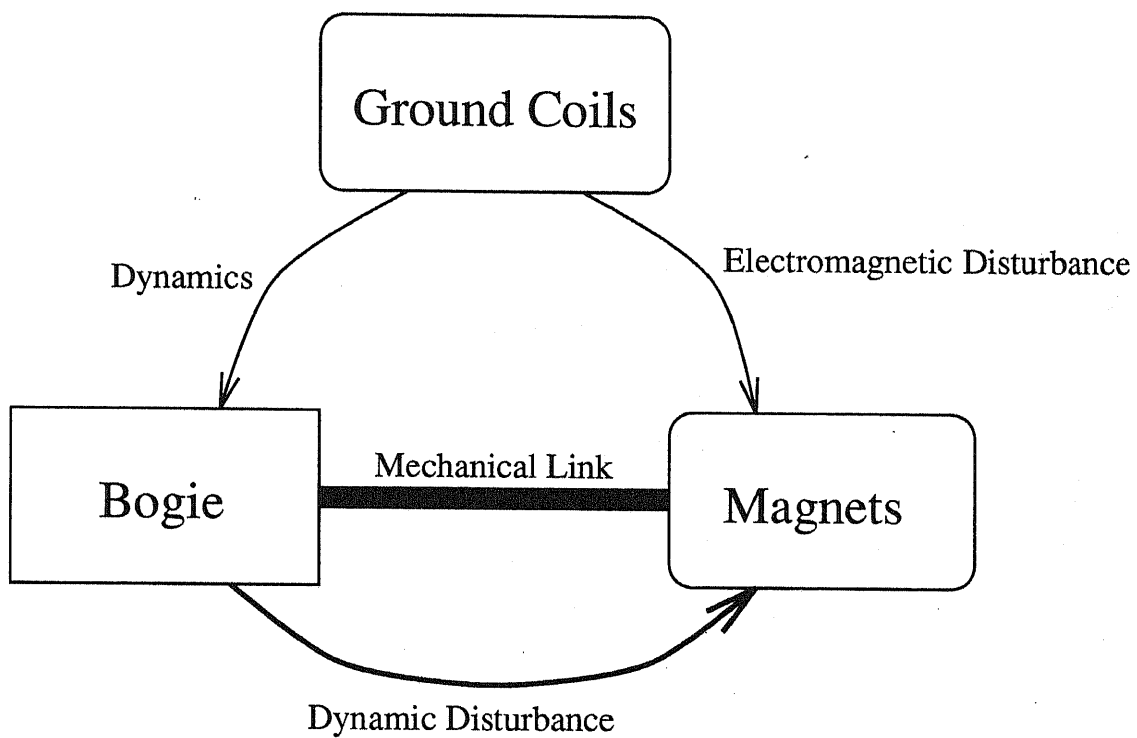 Ground Coils
Dynamics
Electromagnetic Disturbance
Mechanical Link
Bogie
Magnets
Dynamic Disturbance